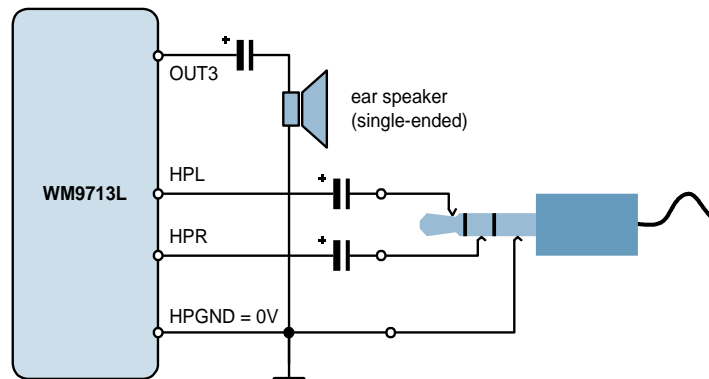 +
OUT3
ear speaker
(single-ended)
+
HPL
WM9713L
+
HPR
HPGND = 0V